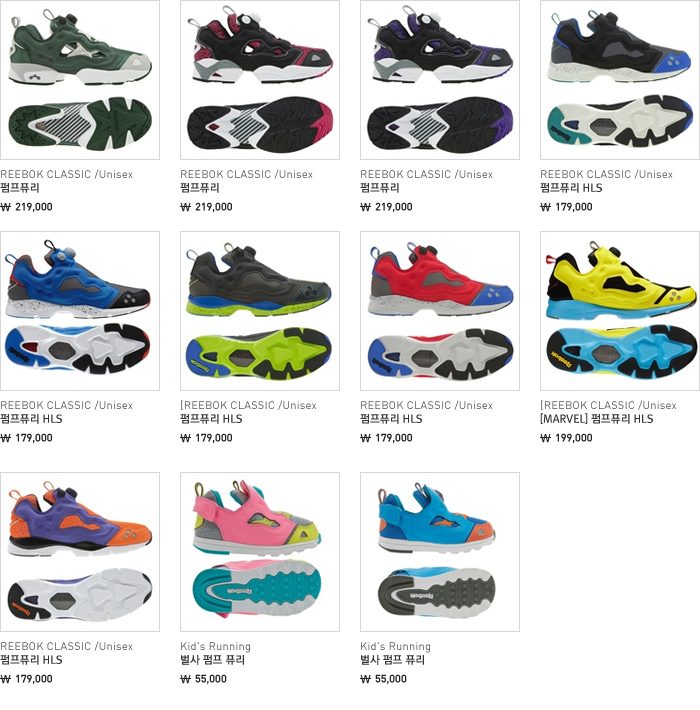 REEBOK CLASSIC /Unisex
펌프퓨리
₩ 219,000
REEBOK CLASSIC /Unisex
펌프퓨리
₩ 219,000
REEBOK CLASSIC /Unisex
펌프퓨리
₩ 219,000
REEBOK CLASSIC /Unisex
펌프퓨리 HLS
₩ 179,000
REEBOK CLASSIC /Unisex
펌프퓨리 HLS
₩ 179,000
Reebok
[REEBOK CLASSIC /Unisex
펌프퓨리 HLS
₩ 179,000
REEBOK CLASSIC /Unisex
펌프퓨리 HLS
₩ 179,000
Reebok
[REEBOK CLASSIC /Unisex
[MARVEL] 펌프퓨리 HLS
₩ 199,000
Reebok
REEBOK CLASSIC /Unisex
펌프퓨리 HLS
₩ 179,000
Reebok
Kid's Running
벌사 펌프 퓨리
₩ 55,000
Reebok
Kid's Running
벌사 펌프 퓨리
₩ 55,000